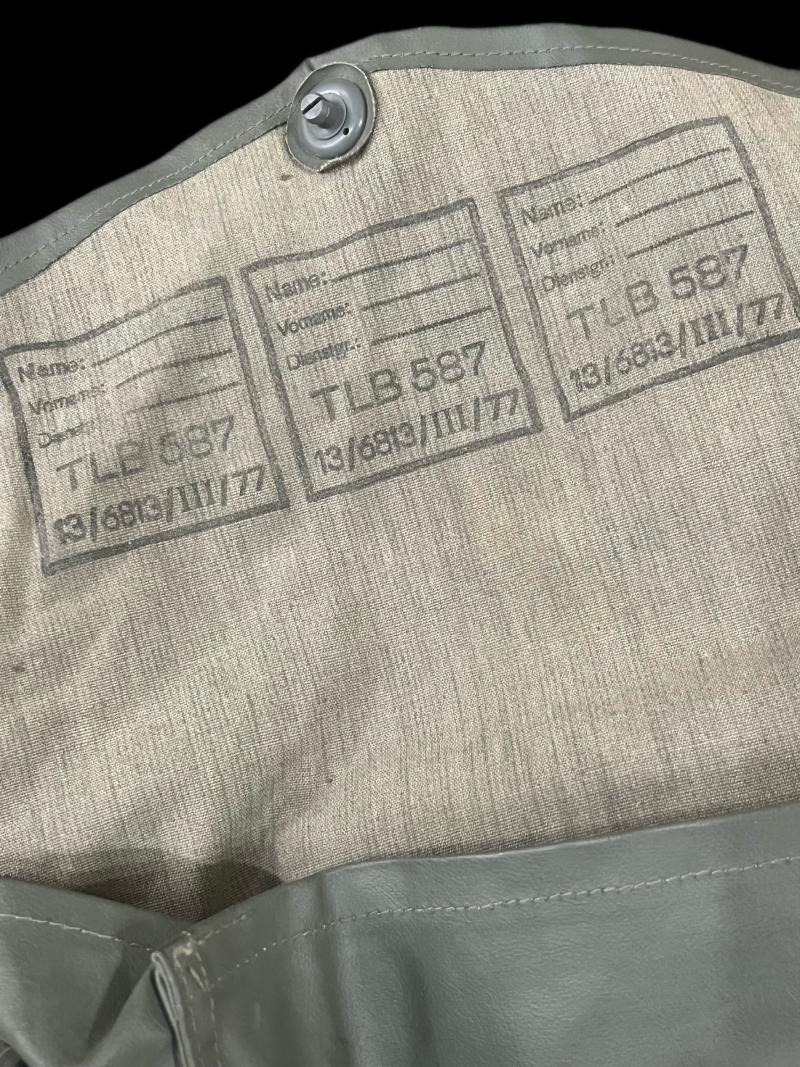 Name:
Vorname:
Dienstgr.:
TLB 587
13/6813/III/77
Name:
Vorname:
Dienstgr.:
TLB 587
13/6813/III/77
Name:
Vorname:
Dienstgr.:
TLB 587
13/6813/III/77